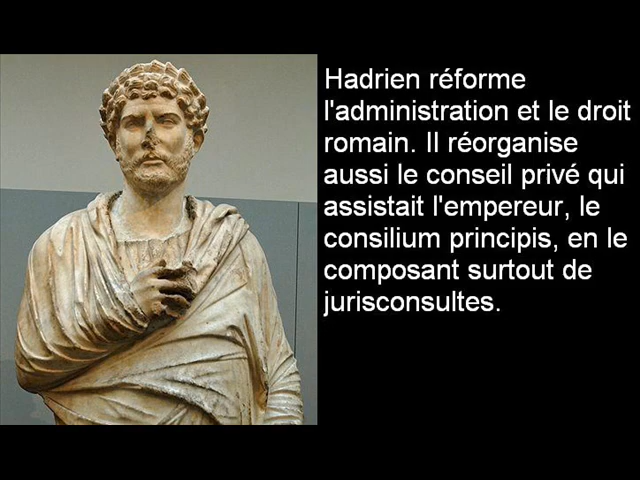 Hadrien réforme
l'administration et le droit
romain. Il réorganise
aussi le conseil privé qui
assistait l'empereur, le
consilium principis, en le
composant surtout de
jurisconsultes.